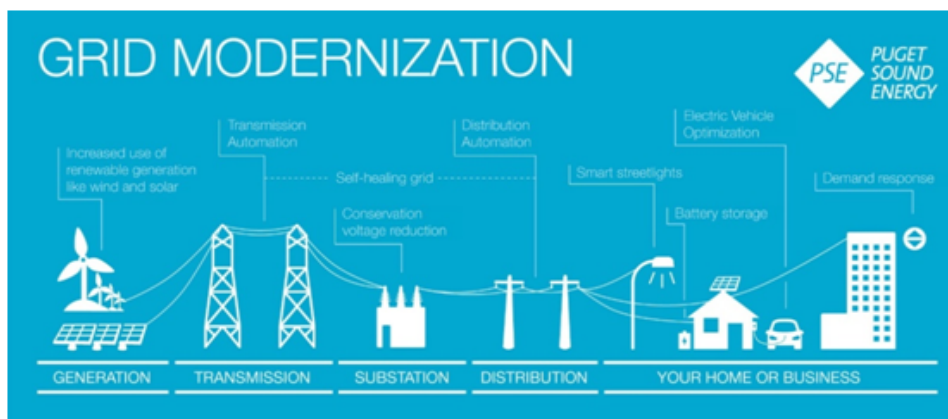 GRID MODERNIZATION
PSE
PUGET
SOUND
ENERGY
Increased use of
renewable generation
like wind and solar
Transmission
Automation
Self-healing grid
Conservation
voltage reduction
Distribution
Automation
Smart streetlights
Electric Vehicle
Optimization
Battery storage
Demand response
GENERATION
TRANSMISSION
SUBSTATION
DISTRIBUTION
YOUR HOME OR BUSINESS